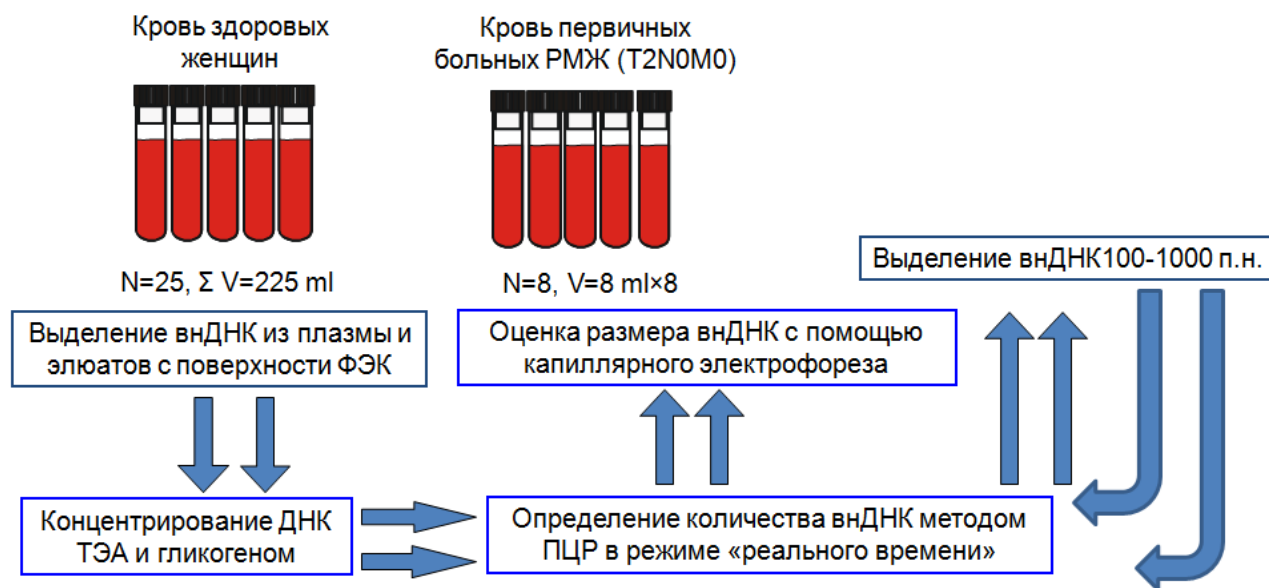 Кровь здоровых
женщин
Кровь первичных
больных РМЖ (T2N0M0)
N=25, Σ V=225 ml
N=8, V=8 ml×8
Выделение внДНК100-1000 п.н.
Выделение внДНК из плазмы и
элюатов с поверхности ФЭК
Оценка размера внДНК с помощью
капиллярного электрофореза
Концентрирование ДНК
ТЭА и гликогеном
Определение количества внДНК методом
ПЦР в режиме «реального времени»